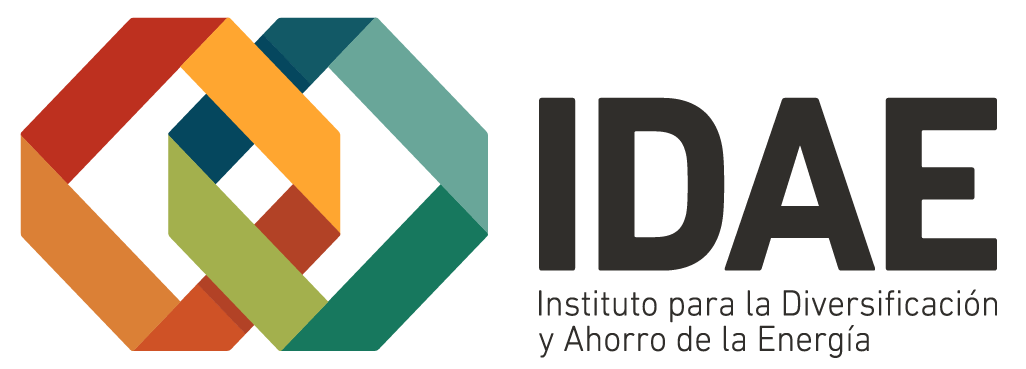 IDAE
Instituto para la Diversificación
y Ahorro de la Energía